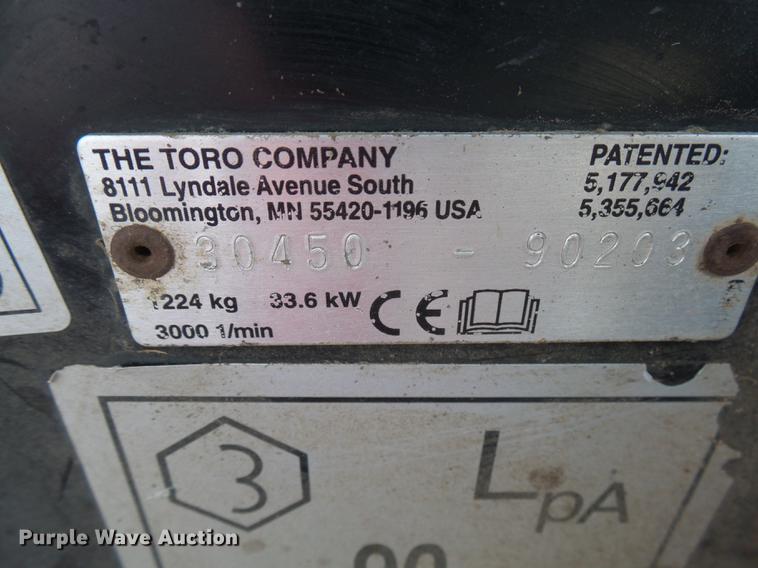 THE TORO COMPANY PATENTED:
8111 Lyndale Avenue South 5,177,942
Bloomington, MN 55420-1196 USA 5,355,664
30450 - 90203
1224 kg 33.6 kW CE
3000 1/min
3 LpA
Purple Wave Auction